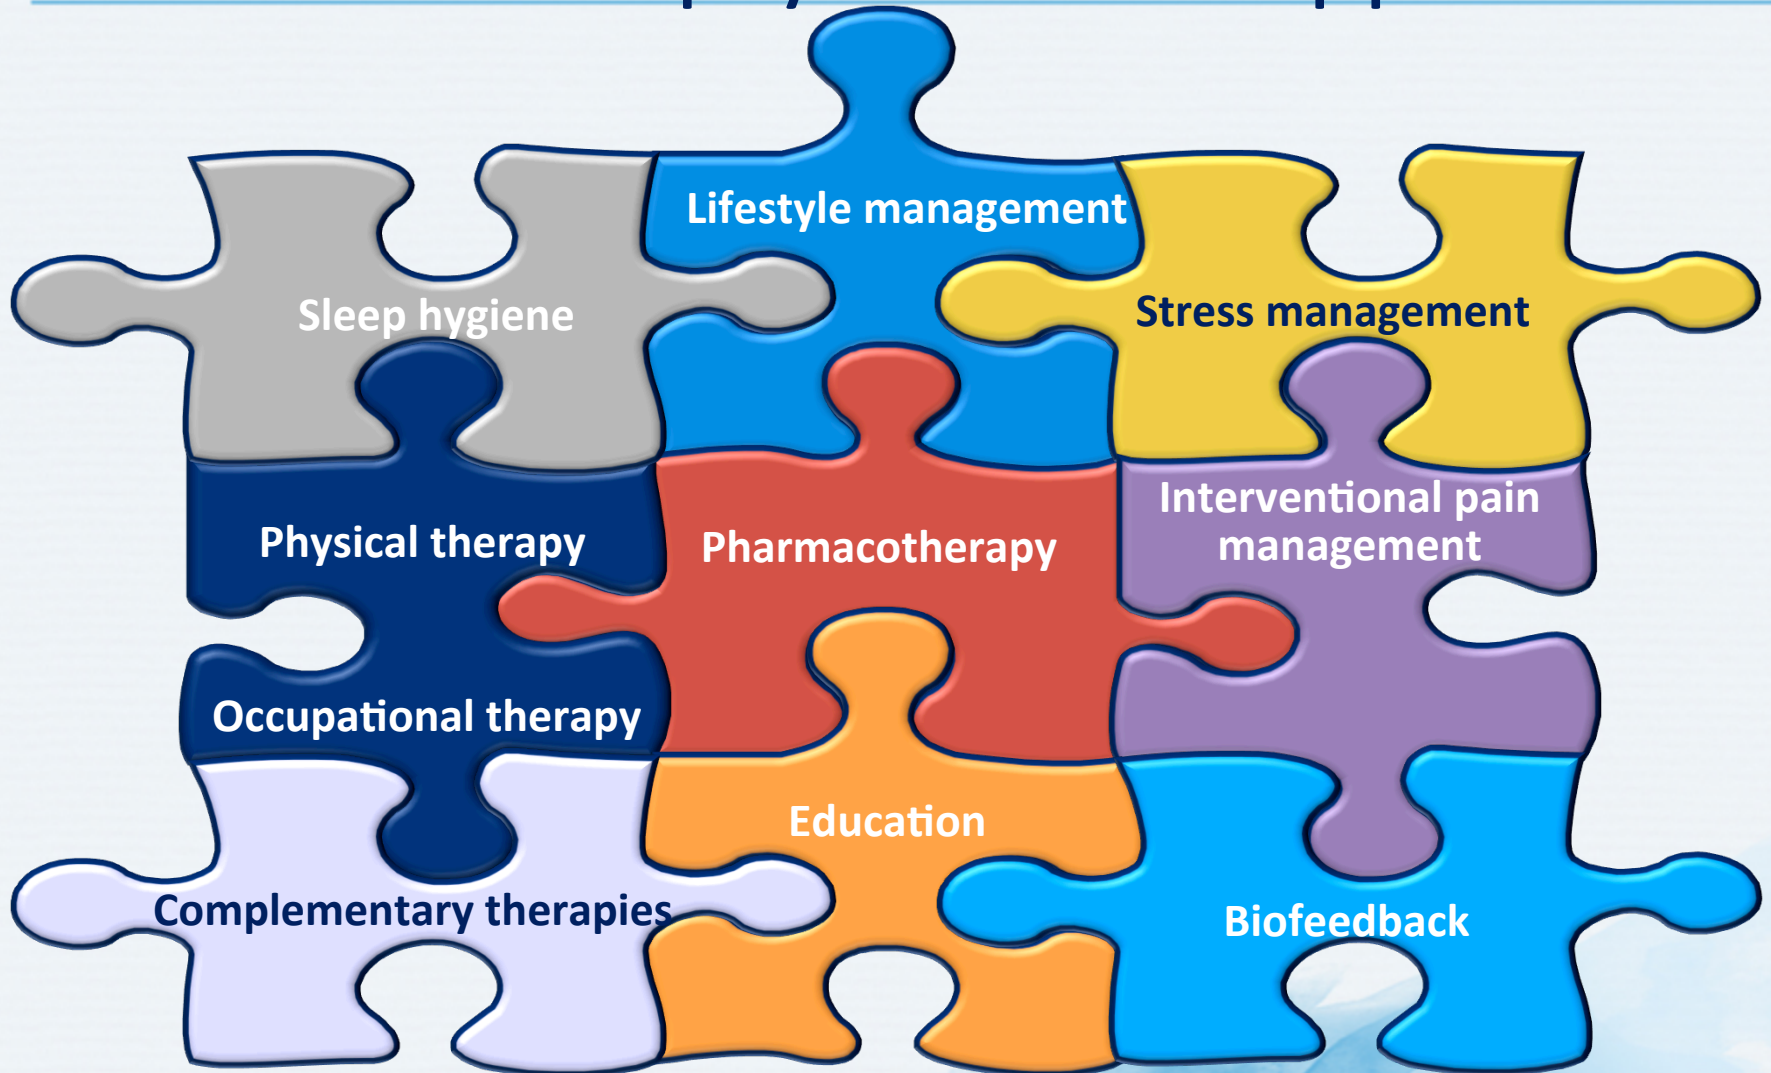 Lifestyle management
Sleep hygiene
Stress management
Physical therapy
Pharmacotherapy
Interventional pain
management
Occupational therapy
Education
Complementary therapies
Biofeedback